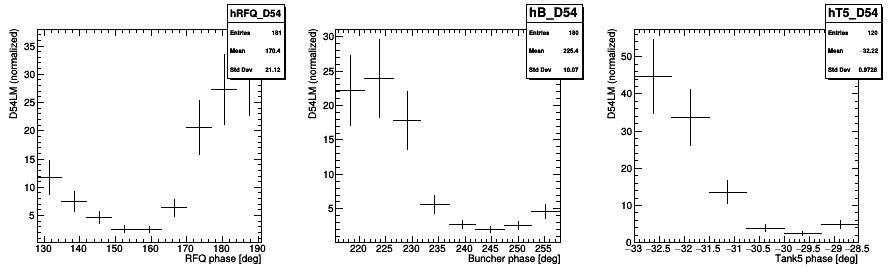 hRFQ_D54
Entries 181
Mean 170.4
Std Dev 21.12
D54LM (normalized)
35
30
25
20
15
10
5
130 140 150 160 170 180 190
RFQ phase [deg]
hB_D54
Entries 180
Mean 225.4
Std Dev 10.07
D54LM (normalized)
30
25
20
15
10
5
220 225 230 235 240 245 250 255
Buncher phase [deg]
hT5_D54
Entries 120
Mean -32.22
Std Dev 0.9728
D54LM (normalized)
50
40
30
20
10
0
−33 −32.5 −32 −31.5 −31 −30.5 −30 −29.5 −29 −28.5
Tank5 phase [deg]